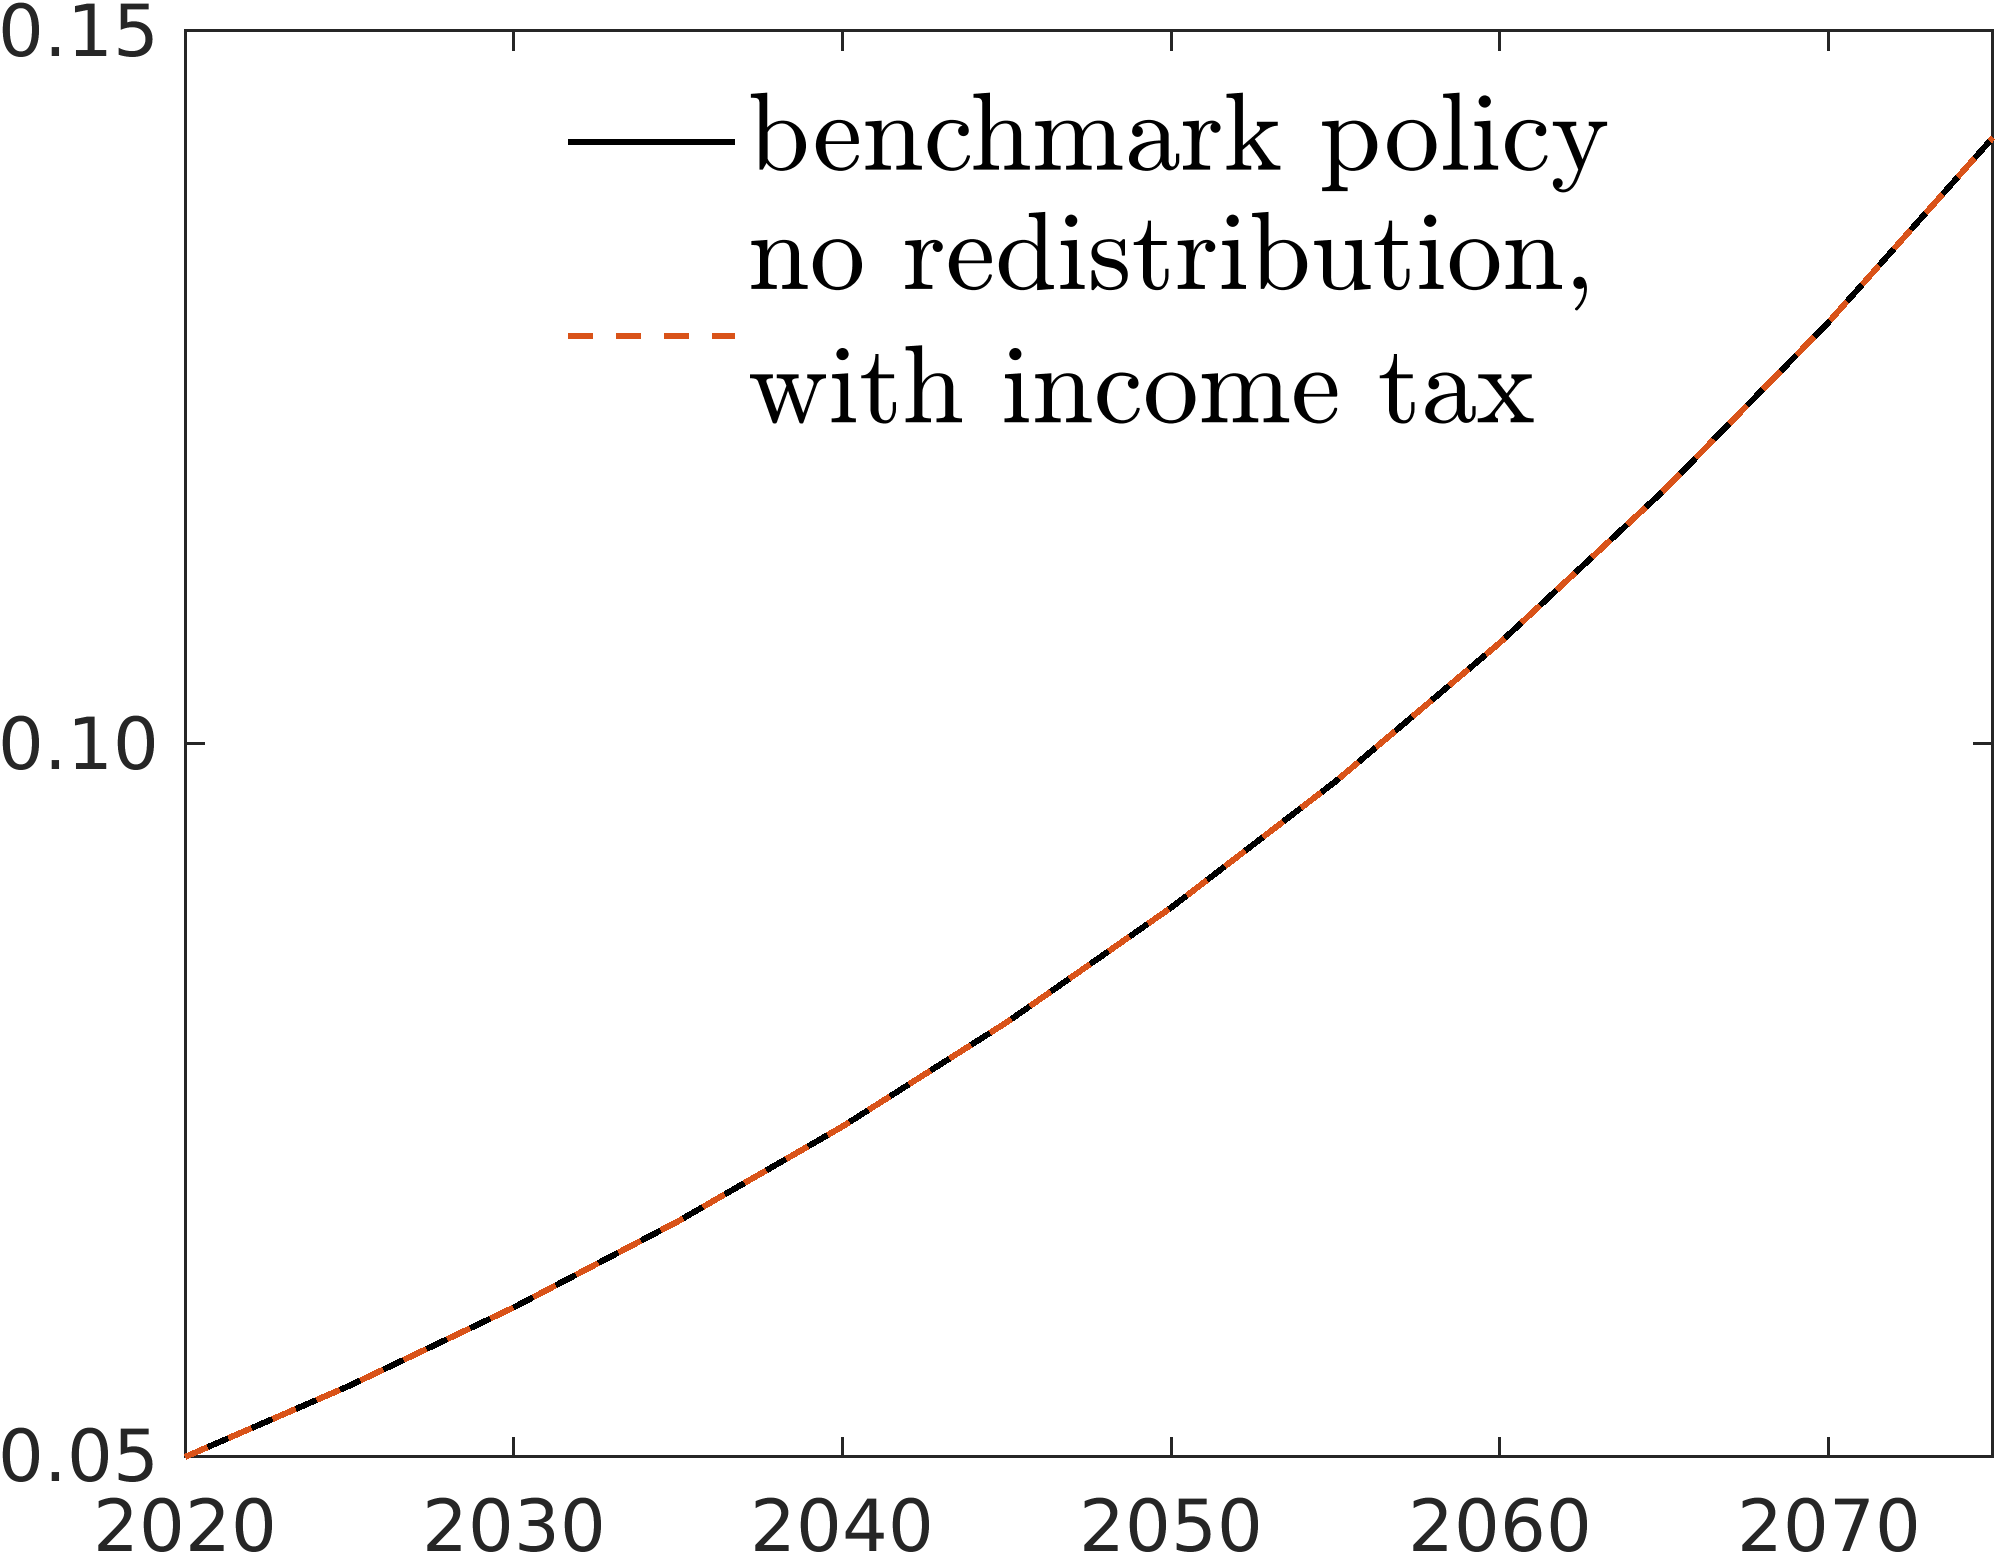 0.15
benchmark policy
no redistribution,
with income tax
0.10
0.05
2020 2030 2040 2050 2060 2070